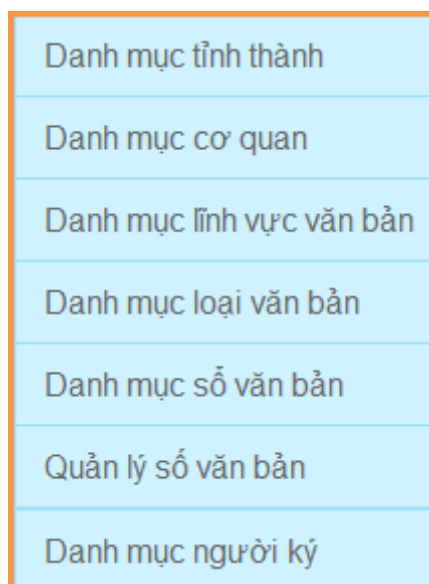 Danh mục tỉnh thành
Danh mục cơ quan
Danh mục lĩnh vực văn bản
Danh mục loại văn bản
Danh mục sổ văn bản
Quản lý số văn bản
Danh mục người ký